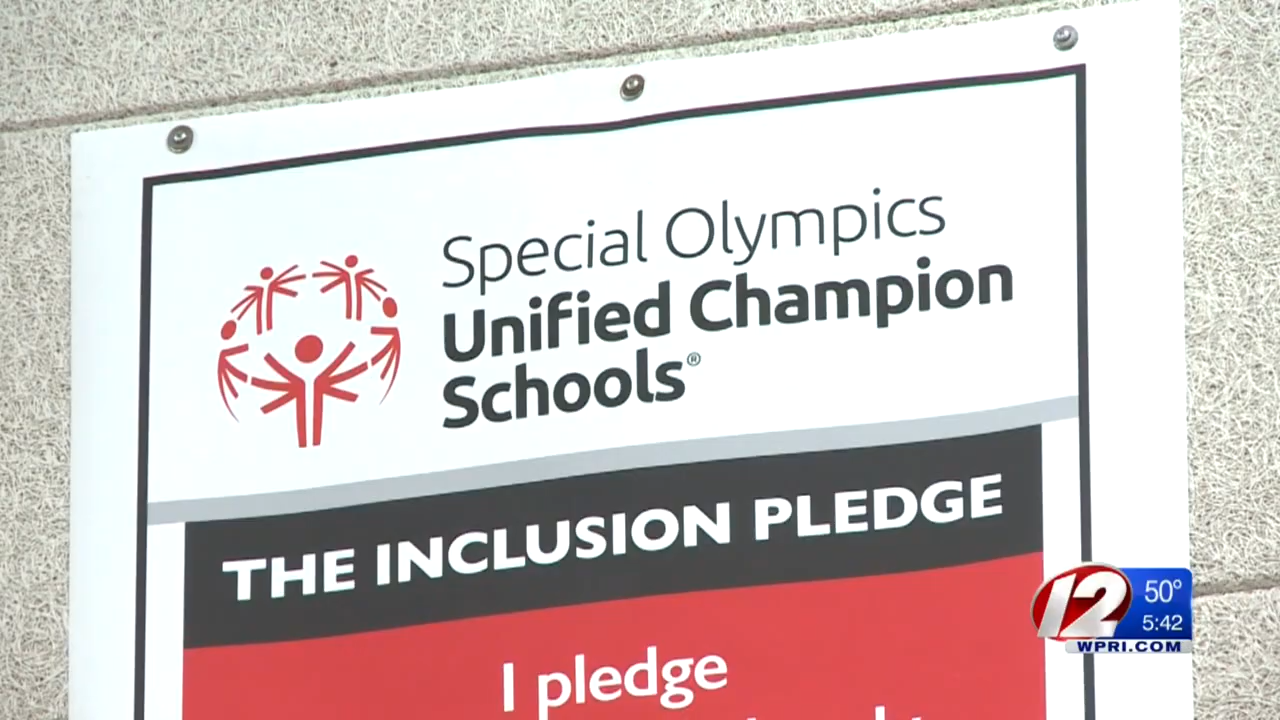 Special Olympics
Unified Champion
Schools®
THE INCLUSION PLEDGE
I pledge
12
50°
5:42
WPRI.COM